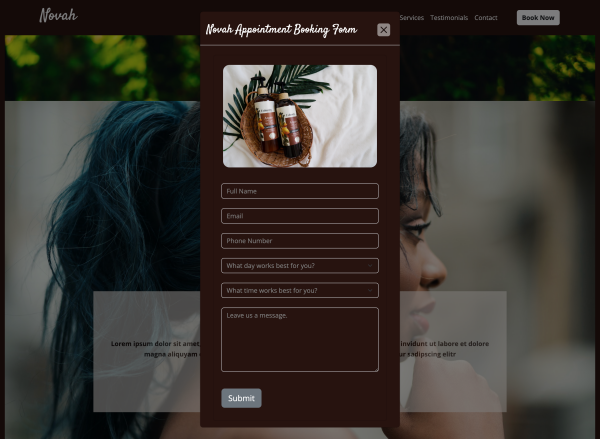 Novah
Services Testimonials Contact Book Now
Novah Appointment Booking Form
Full Name
Email
Phone Number
What day works best for you?
What time works best for you?
Leave us a message.
Lorem ipsum dolor sit amet
invidunt ut labore et dolore
magna aliquyam
sadipscing elitr
Submit